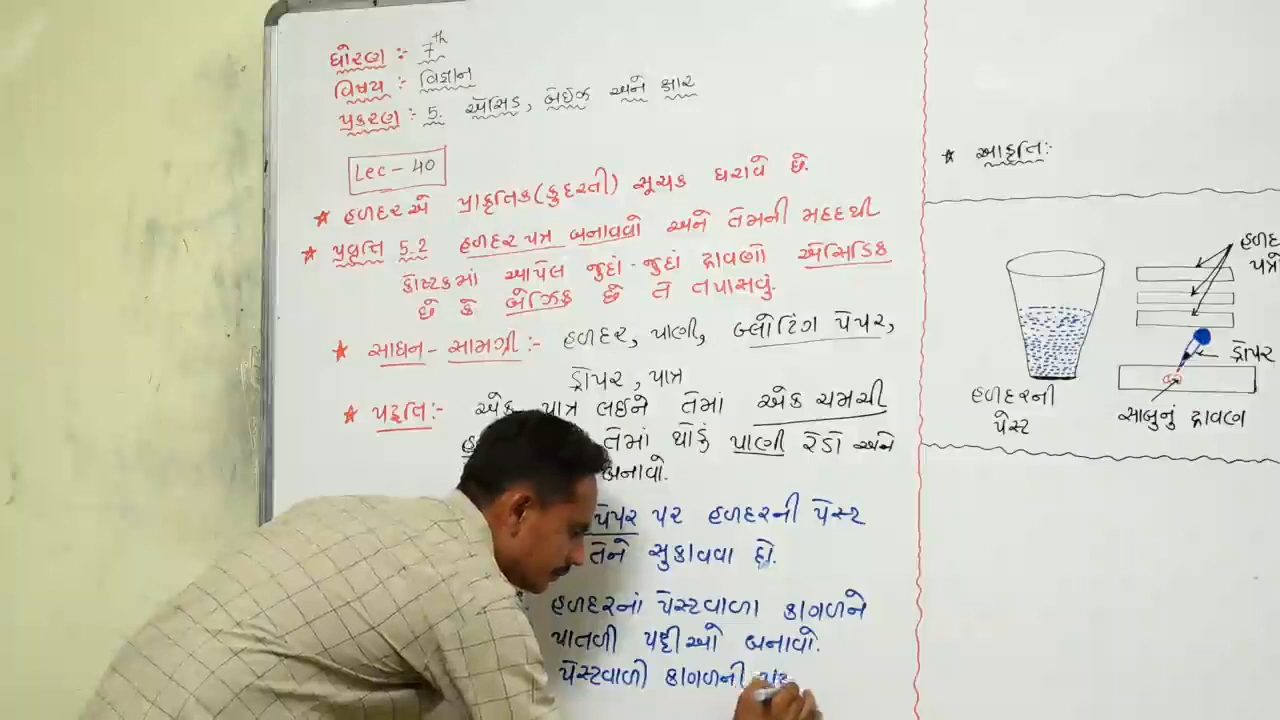 ધોરણ :- 7th
વિષય :- વિજ્ઞાન
પ્રકરણ :- 5. એસિડ, બેઈઝ અને ક્ષાર
Lec - 40
* હળદર એ પ્રાકૃતિક(કુદરતી) સૂચક ધરાવે છે.
* પ્રવૃત્તિ 5.2 હળદર પત્ર બનાવવો અને તેમની મદદથી
કોષ્ટકમાં આપેલ જુદાં-જુદાં દ્રાવણો એસિડિક
છે કે બેઝિક છે તે તપાસવું.
* સાધન-સામગ્રી :- હળદર, પાણી, બ્લોટિંગ પેપર,
ડ્રોપર, પાત્ર
* પદ્ધતિ:- એક પાત્ર લઈને તેમાં એક ચમચી
તેમાં થોડું પાણી રેડો અને
બનાવો.
પેપર પર હળદરની પેસ્ટ
તેને સુકાવવા દો.
હળદરનાં પેસ્ટવાળા કાગળને
પાતળી પટ્ટીઓ બનાવો.
પેસ્ટવાળી કાગળની
* આકૃતિ:-
હળદ
પત્રો
ડ્રોપર
હળદરની
પેસ્ટ
સાબુનું દ્રાવણ